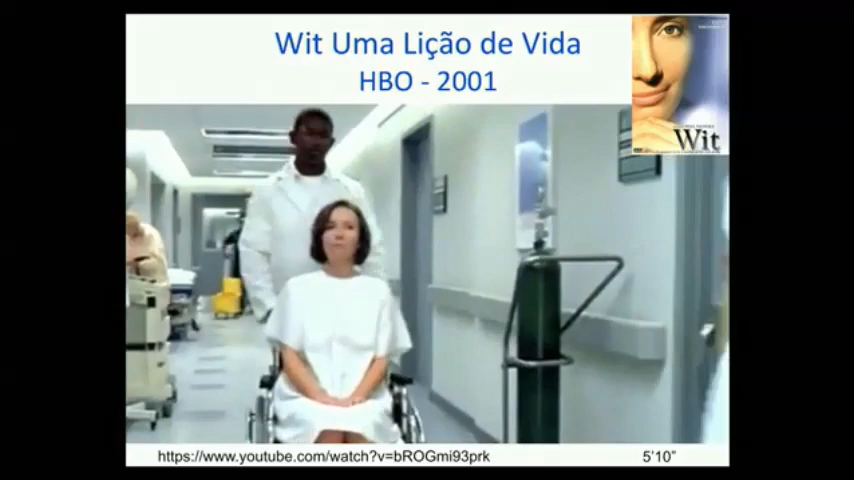 Wit Uma Lição de Vida
HBO - 2001
Wit
https://www.youtube.com/watch?v=bROGmi93prk
5'10"